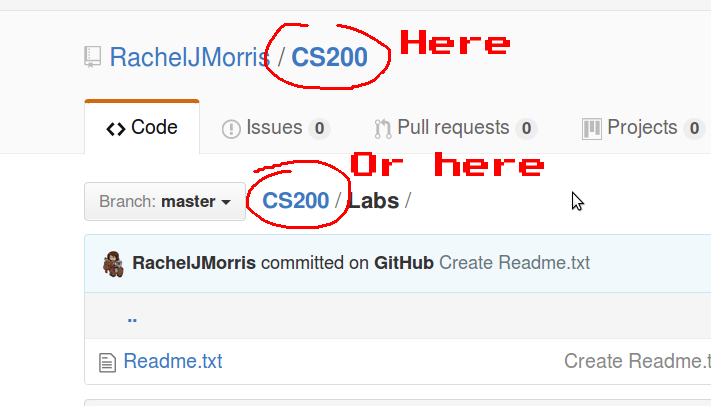 RachelJMorris / CS200 Here
Code Issues 0 Pull requests 0 Projects 0
Or here
Branch: master CS200 / Labs /
RachelJMorris committed on GitHub Create Readme.txt
..
Readme.txt Create Readme.t